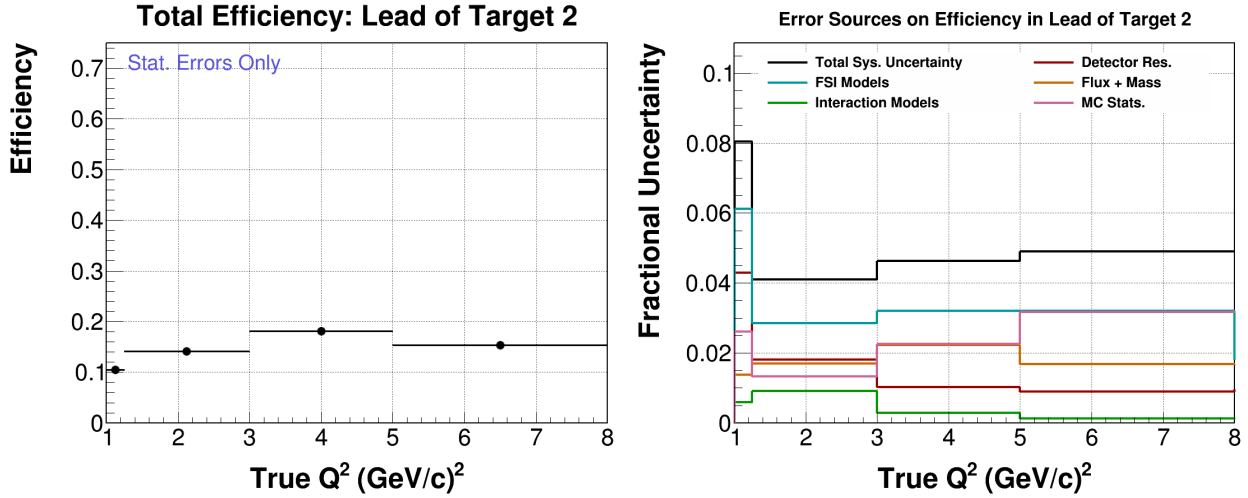 Total Efficiency: Lead of Target 2
Efficiency
Stat. Errors Only
0.7
0.6
0.5
0.4
0.3
0.2
0.1
0
1 2 3 4 5 6 7 8
True Q² (GeV/c)²
Error Sources on Efficiency in Lead of Target 2
Fractional Uncertainty
Total Sys. Uncertainty
FSI Models
Interaction Models
Detector Res.
Flux + Mass
MC Stats.
0.1
0.08
0.06
0.04
0.02
0
1 2 3 4 5 6 7 8
True Q² (GeV/c)²